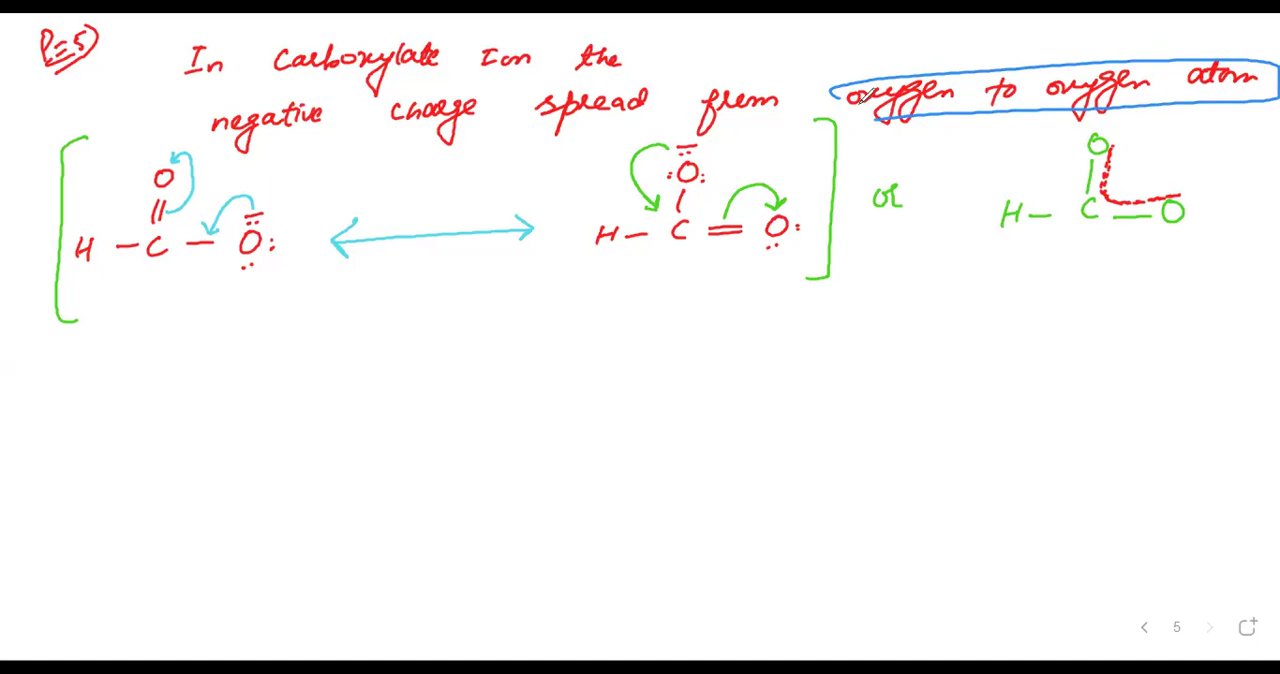 P=5)
In Carboxylate Ion the
negative charge spread from oxygen to oxygen atom
O O: O
H - C - O: H - C = O: or H - C - O
5